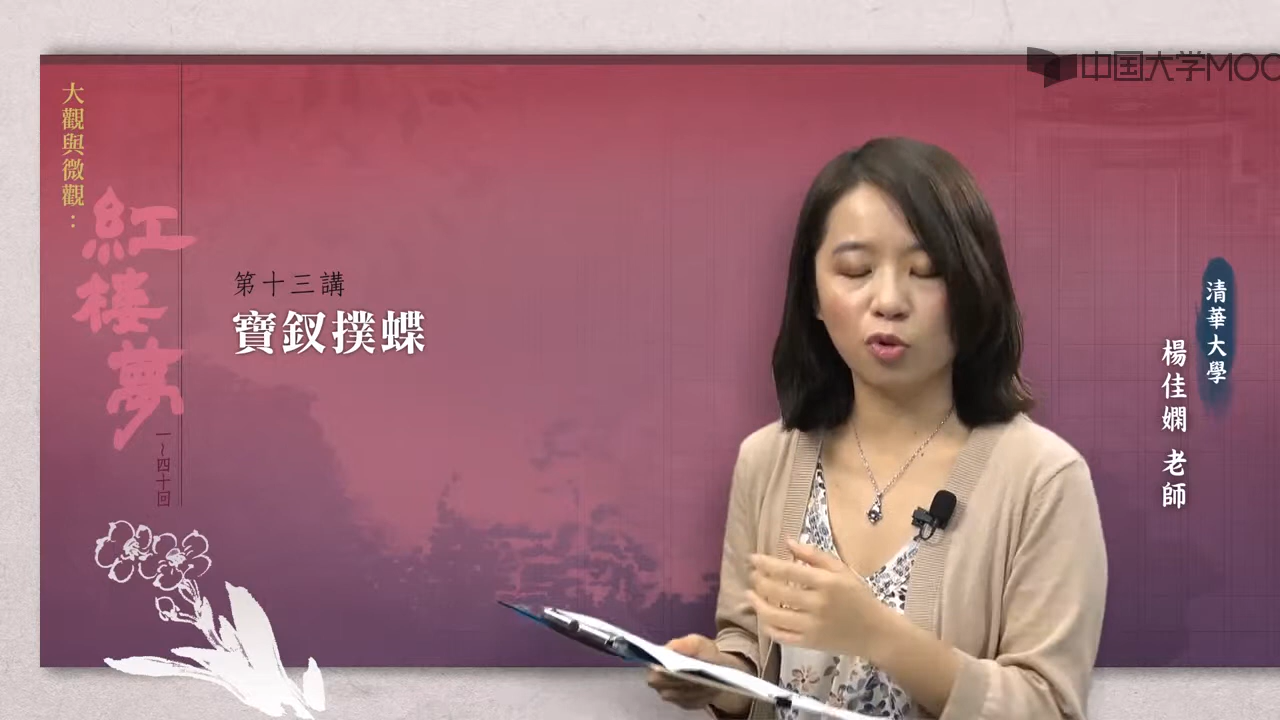 中国大学MOC
大觀與微觀：
紅樓夢
一～四十回
第十三講
寶釵撲蝶
清華大學
楊佳嫻 老師